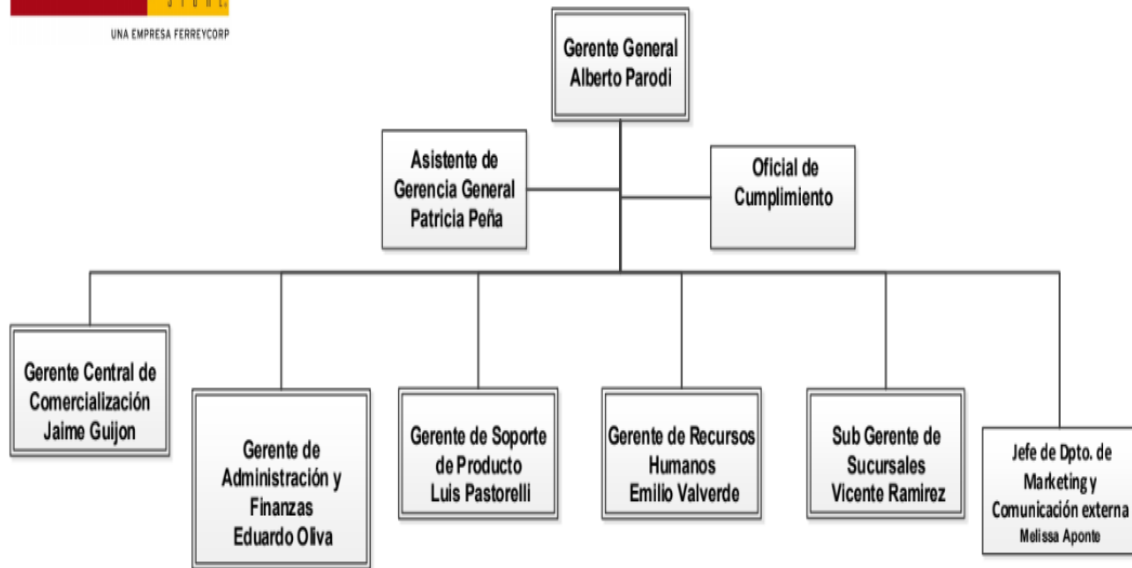 STORE
UNA EMPRESA FERREYCORP
Gerente General
Alberto Parodi
Asistente de
Gerencia General
Patricia Peña
Oficial de
Cumplimiento
Gerente Central de
Comercialización
Jaime Guijon
Gerente de
Administración y
Finanzas
Eduardo Oliva
Gerente de Soporte
de Producto
Luis Pastorelli
Gerente de Recursos
Humanos
Emilio Valverde
Sub Gerente de
Sucursales
Vicente Ramirez
Jefe de Dpto. de
Marketing y
Comunicación externa
Melissa Aponte